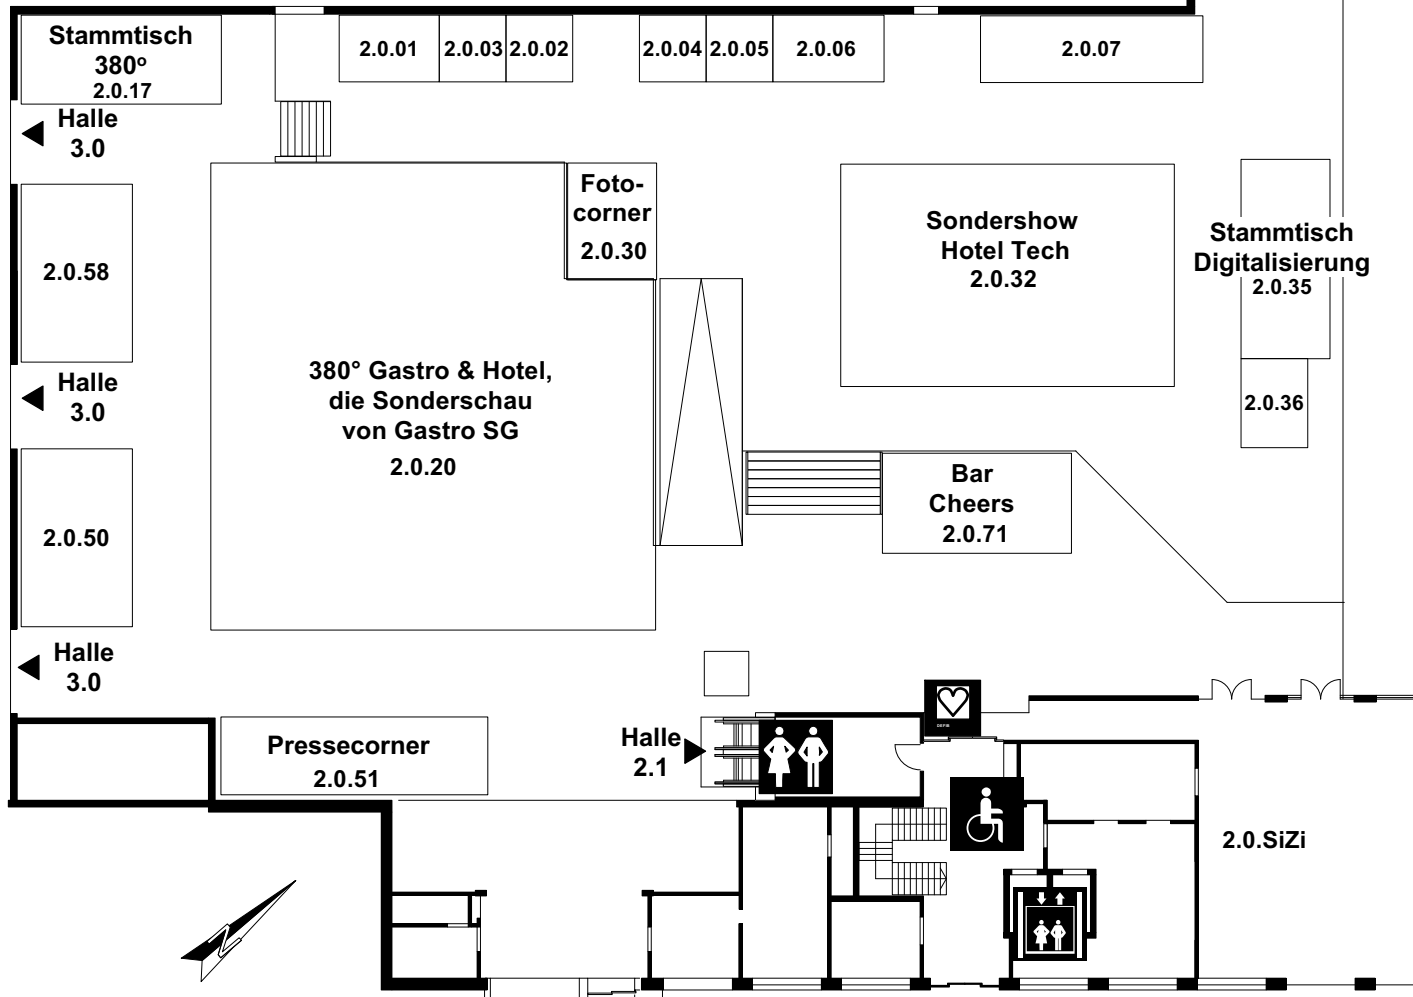 Stammtisch
380°
2.0.17
2.0.01
2.0.03
2.0.02
2.0.04
2.0.05
2.0.06
2.0.07
Halle
3.0
Foto-
corner
2.0.30
Sondershow
Hotel Tech
2.0.32
Stammtisch
Digitalisierung
2.0.35
2.0.58
Halle
3.0
380° Gastro & Hotel,
die Sonderschau
von Gastro SG
2.0.20
2.0.36
Bar
Cheers
2.0.71
2.0.50
Halle
3.0
Pressecorner
2.0.51
Halle
2.1
DEFIB
2.0.SiZi
N